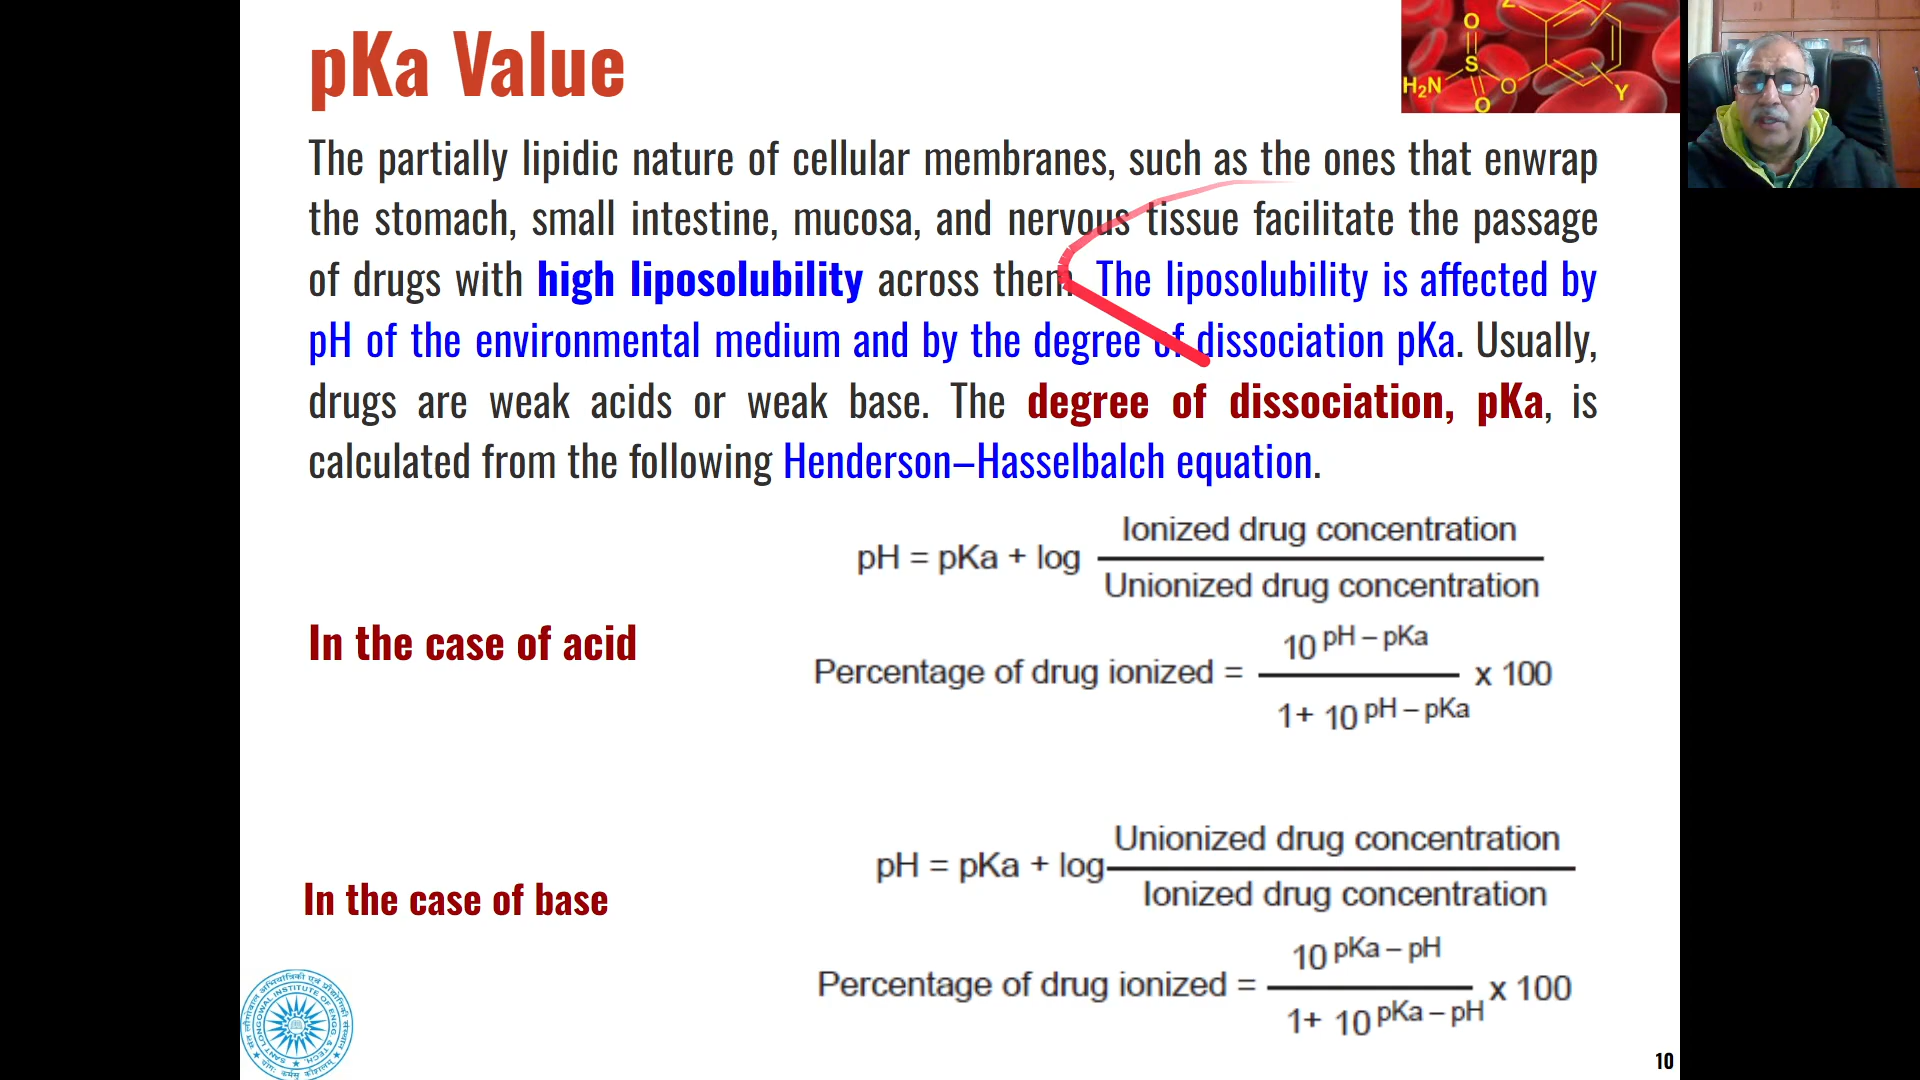 pKa Value
Z
O
S
H₂N
O
O
Y
The partially lipidic nature of cellular membranes, such as the ones that enwrap
the stomach, small intestine, mucosa, and nervous tissue facilitate the passage
of drugs with high liposolubility across them. The liposolubility is affected by
pH of the environmental medium and by the degree of dissociation pKa. Usually,
drugs are weak acids or weak base. The degree of dissociation, pKa, is
calculated from the following Henderson–Hasselbalch equation.
Ionized drug concentration
pH = pKa + log
Unionized drug concentration
In the case of acid
10 pH – pKa
Percentage of drug ionized = x 100
1+ 10 pH – pKa
Unionized drug concentration
pH = pKa + log
Ionized drug concentration
In the case of base
10 pKa – pH
Percentage of drug ionized = x 100
1+ 10 pKa – pH
SANT LONGOWAL INSTITUTE OF ENGG. & TECH.
10